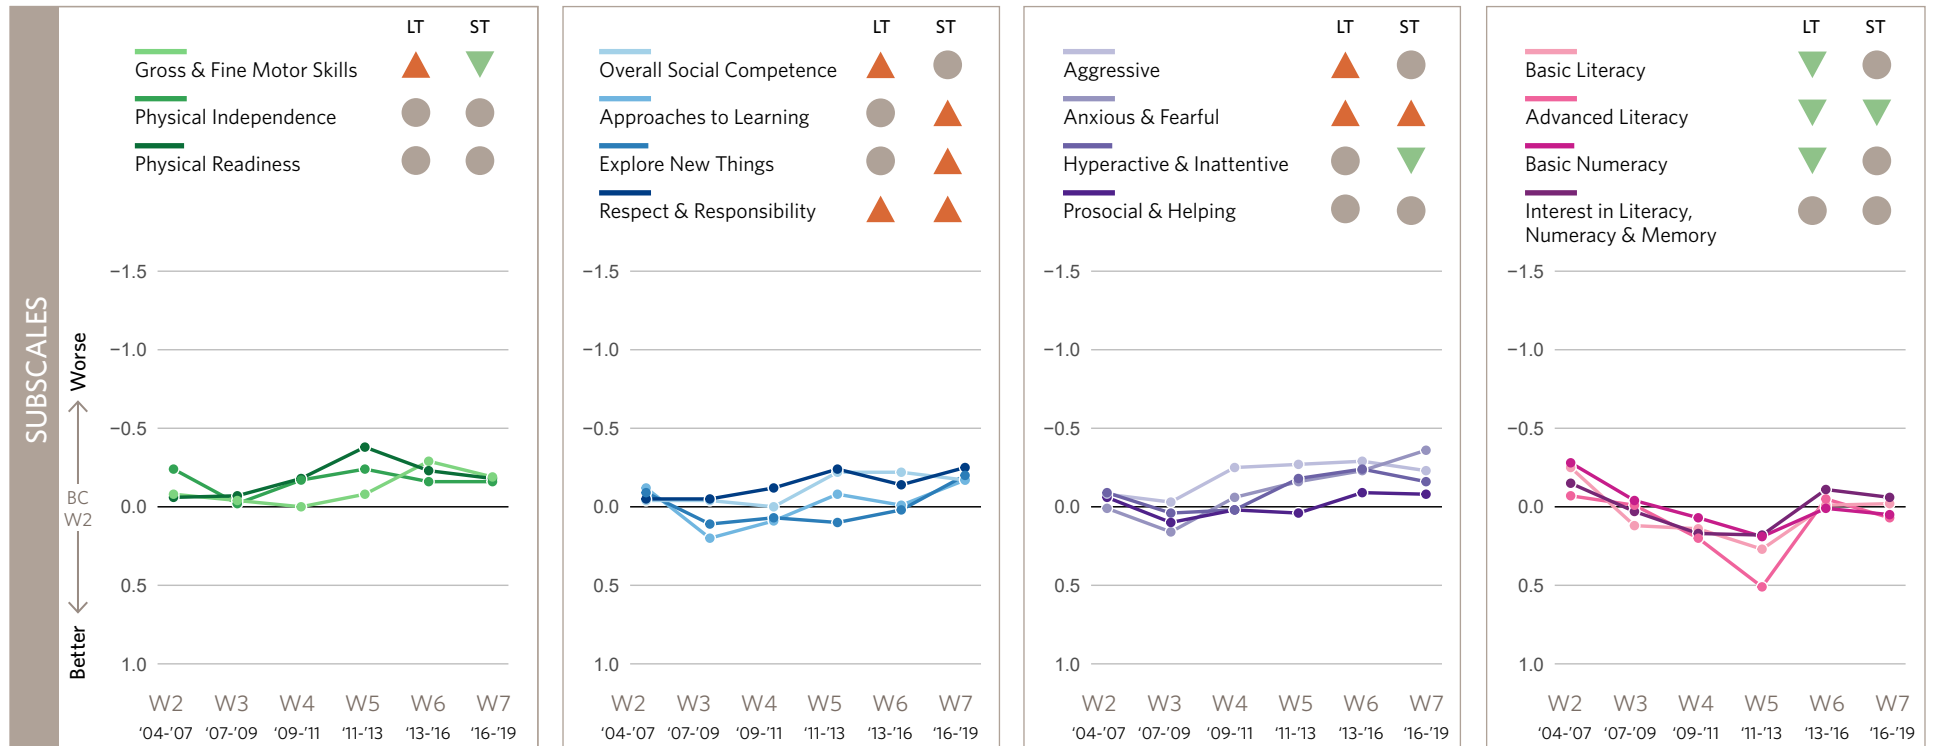 SUBSCALES
Worse
BC
W2
Better
LT ST
Gross & Fine Motor Skills
Physical Independence
Physical Readiness
−1.5
−1.0
−0.5
0.0
0.5
1.0
W2 W3 W4 W5 W6 W7
‘04-’07 ‘07-’09 ‘09-’11 ‘11-’13 ‘13-’16 ‘16-’19
LT ST
Overall Social Competence
Approaches to Learning
Explore New Things
Respect & Responsibility
−1.5
−1.0
−0.5
0.0
0.5
1.0
W2 W3 W4 W5 W6 W7
‘04-’07 ‘07-’09 ‘09-’11 ‘11-’13 ‘13-’16 ‘16-’19
LT ST
Aggressive
Anxious & Fearful
Hyperactive & Inattentive
Prosocial & Helping
−1.5
−1.0
−0.5
0.0
0.5
1.0
W2 W3 W4 W5 W6 W7
‘04-’07 ‘07-’09 ‘09-’11 ‘11-’13 ‘13-’16 ‘16-’19
LT ST
Basic Literacy
Advanced Literacy
Basic Numeracy
Interest in Literacy,
Numeracy & Memory
−1.5
−1.0
−0.5
0.0
0.5
1.0
W2 W3 W4 W5 W6 W7
‘04-’07 ‘07-’09 ‘09-’11 ‘11-’13 ‘13-’16 ‘16-’19